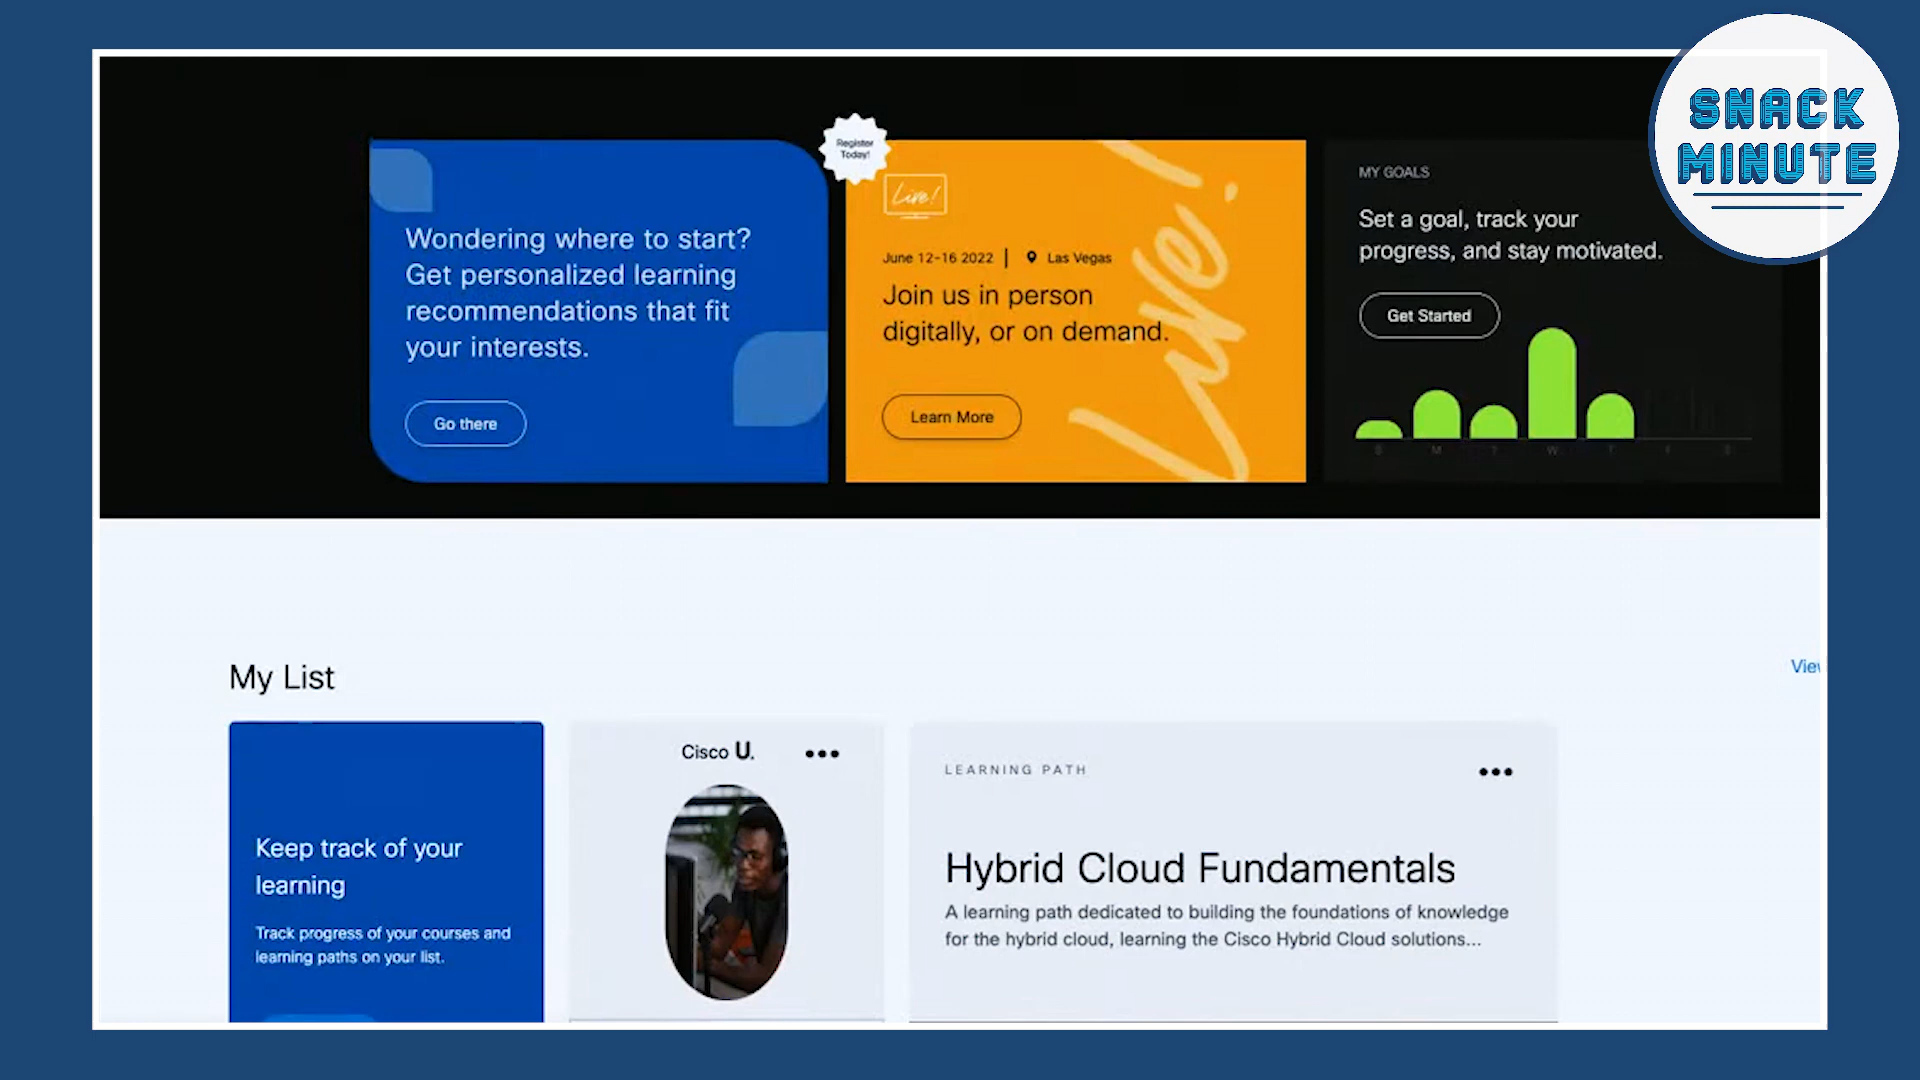 SNACK
MINUTE
Wondering where to start?
Get personalized learning
recommendations that fit
your interests.
Go there
Register
Today!
Live!
June 12-16 2022 | Las Vegas
Join us in person
digitally, or on demand.
Learn More
Live!
MY GOALS
Set a goal, track your
progress, and stay motivated.
Get Started
S M T W T F S
My List
View
Keep track of your
learning
Track progress of your courses and
learning paths on your list.
Cisco U.
LEARNING PATH
Hybrid Cloud Fundamentals
A learning path dedicated to building the foundations of knowledge
for the hybrid cloud, learning the Cisco Hybrid Cloud solutions...